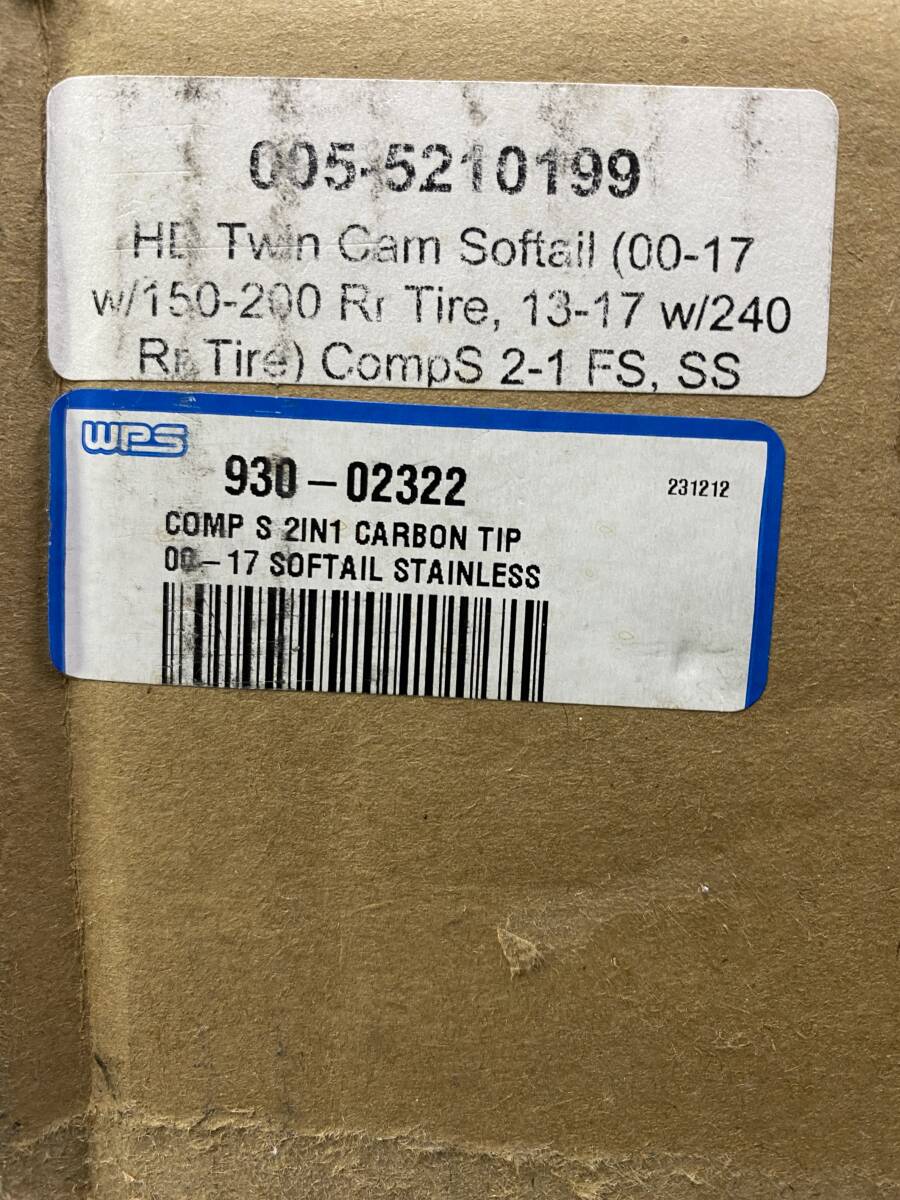 005-5210199
HD Twin Cam Softail (00-17
w/150-200 Rr Tire, 13-17 w/240
Rr Tire) CompS 2-1 FS, SS
WPS
930-02322
231212
COMP S 2IN1 CARBON TIP
00-17 SOFTAIL STAINLESS